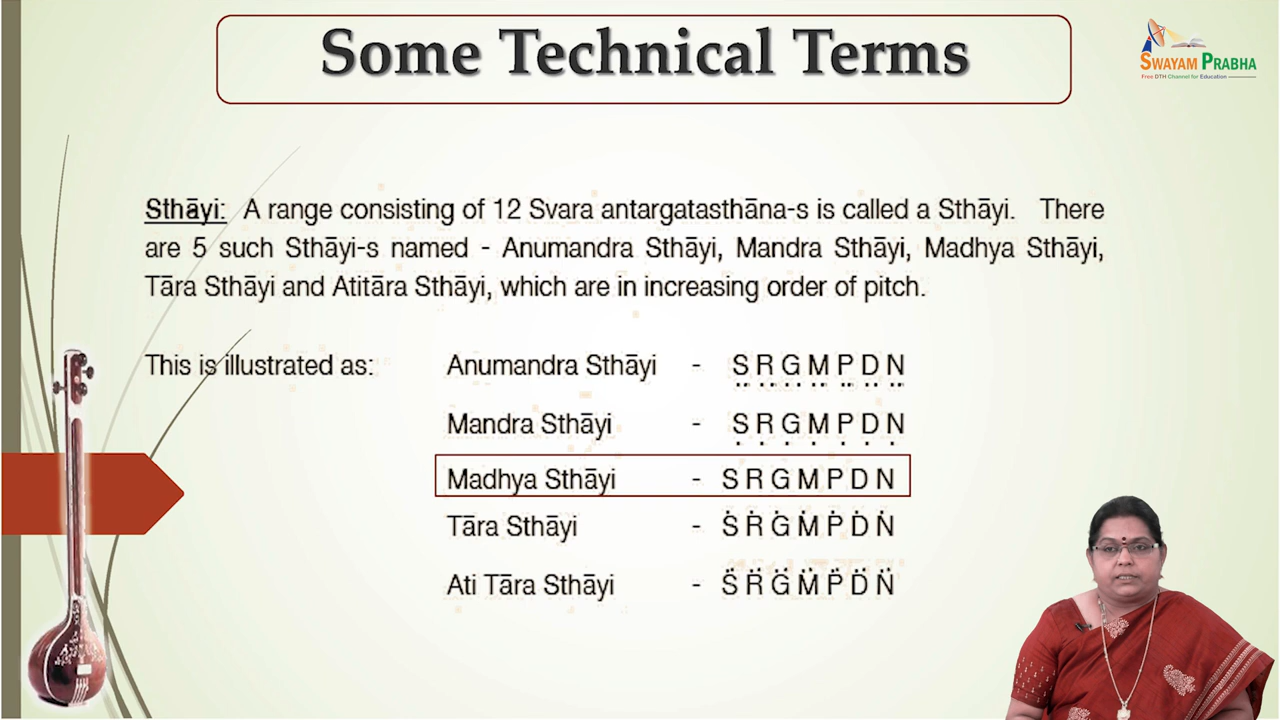 Some Technical Terms
SWAYAM PRABHA
Free DTH Channel for Education
Sthāyi: A range consisting of 12 Svara antargatasthāna-s is called a Sthāyi. There
are 5 such Sthāyi-s named - Anumandra Sthāyi, Mandra Sthāyi, Madhya Sthāyi,
Tāra Sthāyi and Atitāra Sthāyi, which are in increasing order of pitch.
This is illustrated as: Anumandra Sthāyi - S̤ R̤ G̤ M̤ P̤ D̤ N̤
Mandra Sthāyi - Ṣ Ṛ G̣ Ṃ P̣ Ḍ Ṇ
Madhya Sthāyi - S R G M P D N
Tāra Sthāyi - Ṡ Ṙ Ġ Ṁ Ṗ Ḋ Ṅ
Ati Tāra Sthāyi - S̈ R̈ G̈ M̈ P̈ D̈ N̈